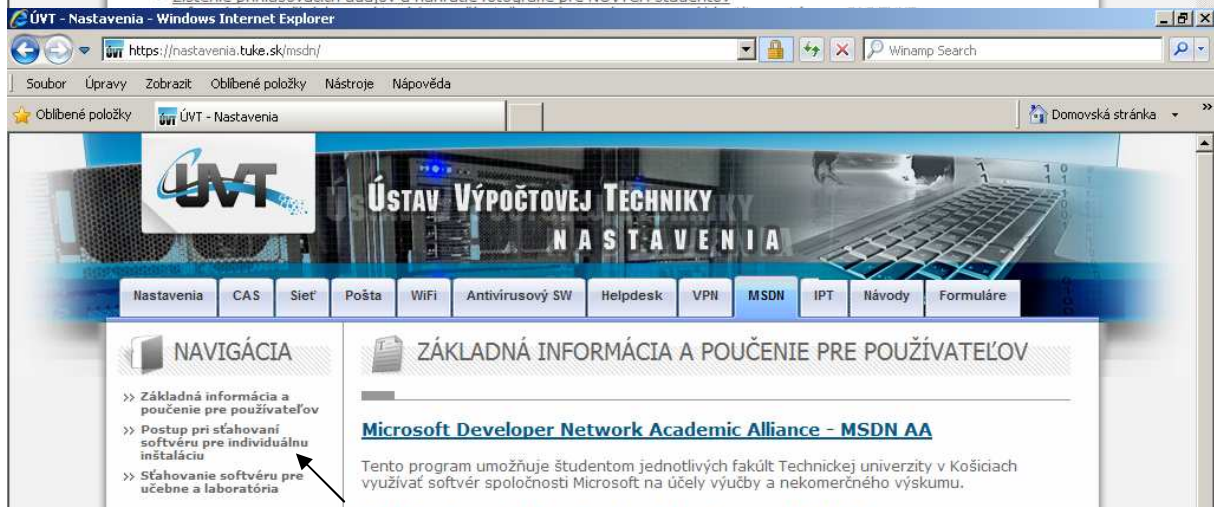 ÚVT - Nastavenia - Windows Internet Explorer
https://nastavenia.tuke.sk/msdn/
Winamp Search
Soubor Úpravy Zobrazit Oblíbené položky Nástroje Nápověda
Oblíbené položky ÚVT - Nastavenia Domovská stránka »
ÚVT
ÚSTAV VÝPOČTOVEJ TECHNIKY
NASTAVENIA
Nastavenia CAS Sieť Pošta WiFi Antivírusový SW Helpdesk VPN MSDN IPT Návody Formuláre
NAVIGÁCIA
ZÁKLADNÁ INFORMÁCIA A POUČENIE PRE POUŽÍVATEĽOV
>> Základná informácia a
poučenie pre používateľov
>> Postup pri sťahovaní
softvéru pre individuálnu
inštaláciu
>> Sťahovanie softvéru pre
učebne a laboratória
Microsoft Developer Network Academic Alliance - MSDN AA
Tento program umožňuje študentom jednotlivých fakúlt Technickej univerzity v Košiciach
využívať softvér spoločnosti Microsoft na účely výučby a nekomerčného výskumu.